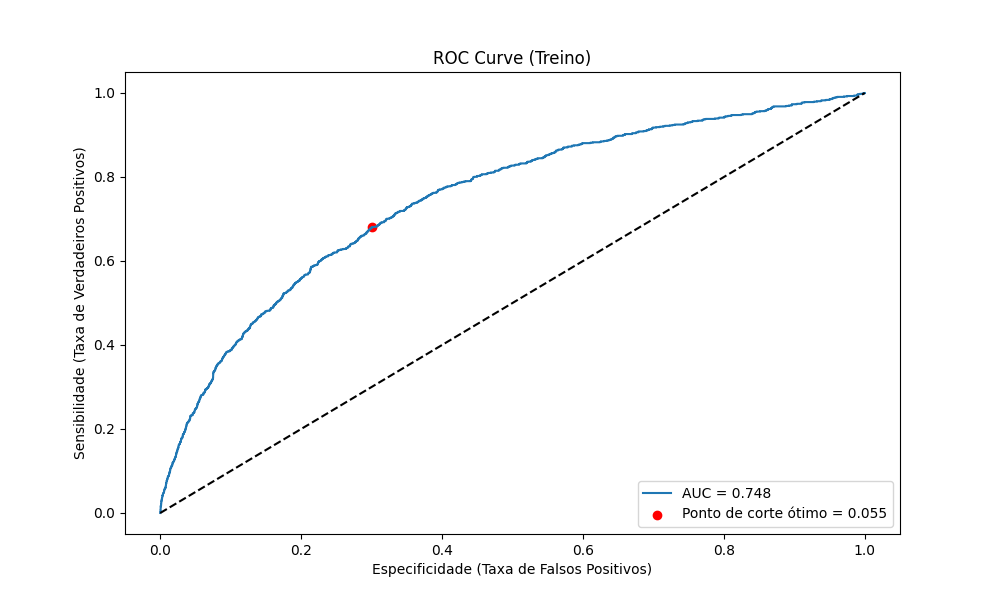 ROC Curve (Treino)
Sensibilidade (Taxa de Verdadeiros Positivos)
1.0
0.8
0.6
0.4
0.2
0.0
AUC = 0.748
Ponto de corte ótimo = 0.055
0.0 0.2 0.4 0.6 0.8 1.0
Especificidade (Taxa de Falsos Positivos)